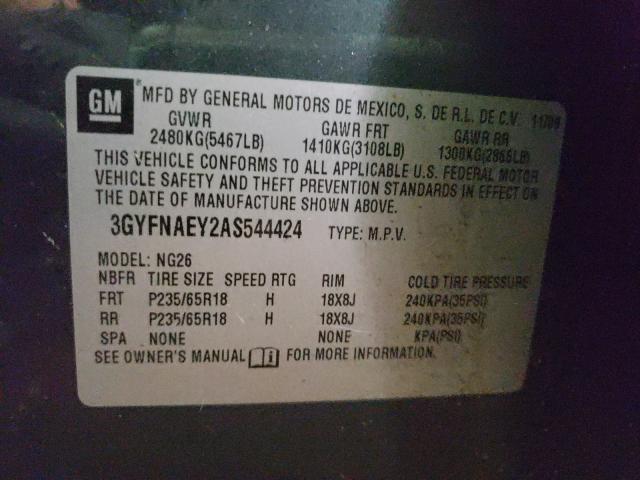 GM
MFD BY GENERAL MOTORS DE MEXICO, S. DE R.L. DE C.V. 11/09
GVWR GAWR FRT GAWR RR
2480KG(5467LB) 1410KG(3108LB) 1300KG(2866LB)
THIS VEHICLE CONFORMS TO ALL APPLICABLE U.S. FEDERAL MOTOR
VEHICLE SAFETY AND THEFT PREVENTION STANDARDS IN EFFECT ON
THE DATE OF MANUFACTURE SHOWN ABOVE.
3GYFNAEY2AS544424 TYPE: M.P.V.
MODEL: NG26
NBFR TIRE SIZE SPEED RTG RIM COLD TIRE PRESSURE
FRT P235/65R18 H 18X8J 240KPA(35PSI)
RR P235/65R18 H 18X8J 240KPA(35PSI)
SPA NONE NONE KPA(PSI)
SEE OWNER'S MANUAL FOR MORE INFORMATION.